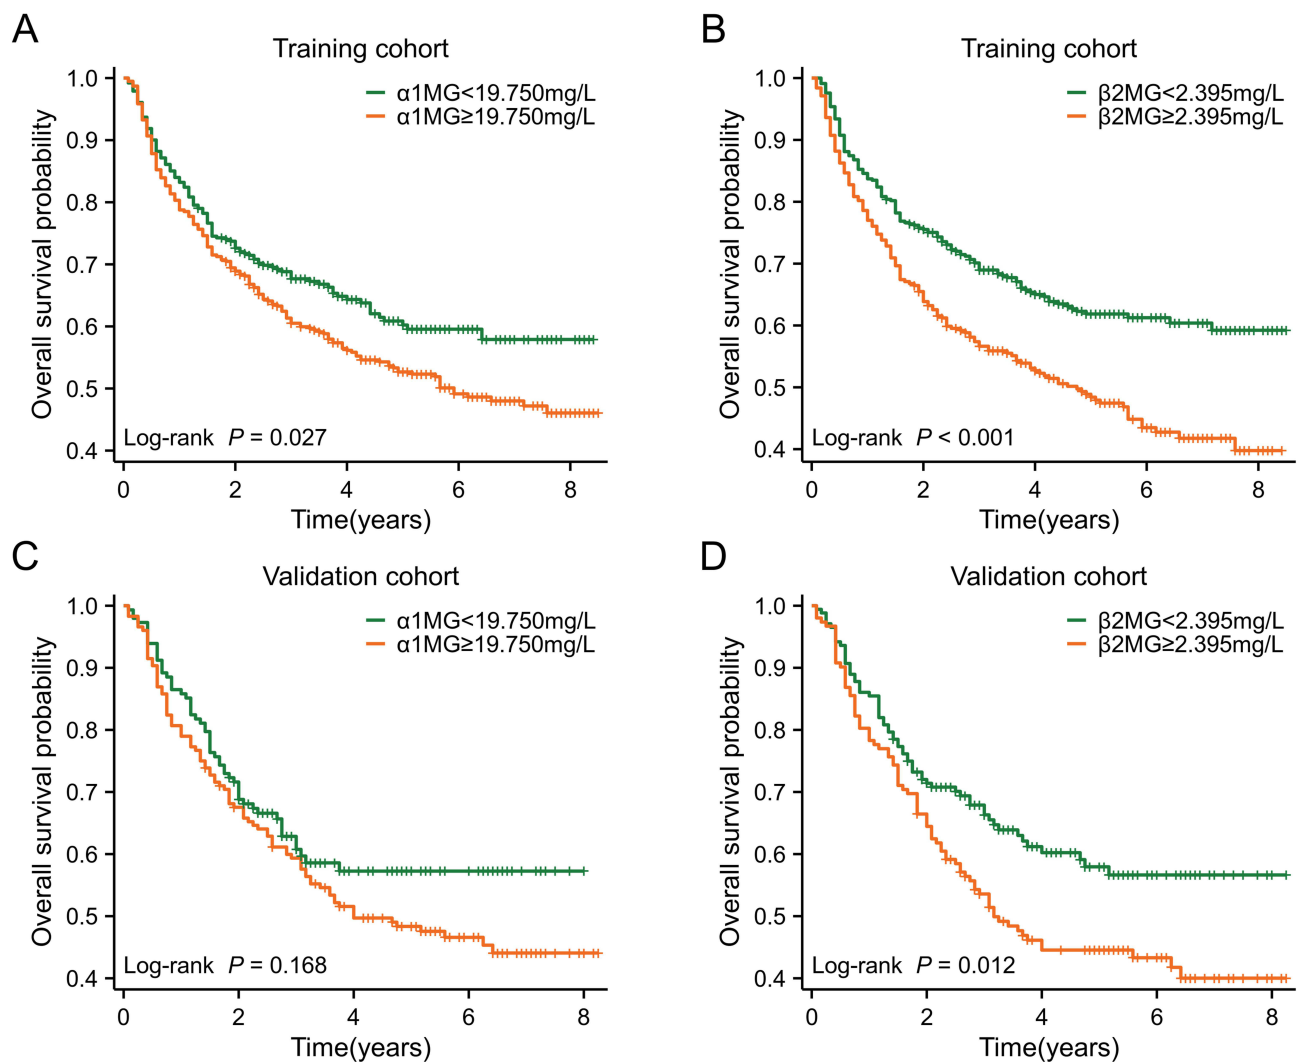 A
Training cohort
α1MG<19.750mg/L
α1MG≥19.750mg/L
Overall survival probability
1.0
0.9
0.8
0.7
0.6
0.5
0.4
Log-rank P = 0.027
0 2 4 6 8
Time(years)
B
Training cohort
β2MG<2.395mg/L
β2MG≥2.395mg/L
Overall survival probability
1.0
0.9
0.8
0.7
0.6
0.5
0.4
Log-rank P < 0.001
0 2 4 6 8
Time(years)
C
Validation cohort
α1MG<19.750mg/L
α1MG≥19.750mg/L
Overall survival probability
1.0
0.9
0.8
0.7
0.6
0.5
0.4
Log-rank P = 0.168
0 2 4 6 8
Time(years)
D
Validation cohort
β2MG<2.395mg/L
β2MG≥2.395mg/L
Overall survival probability
1.0
0.9
0.8
0.7
0.6
0.5
0.4
Log-rank P = 0.012
0 2 4 6 8
Time(years)